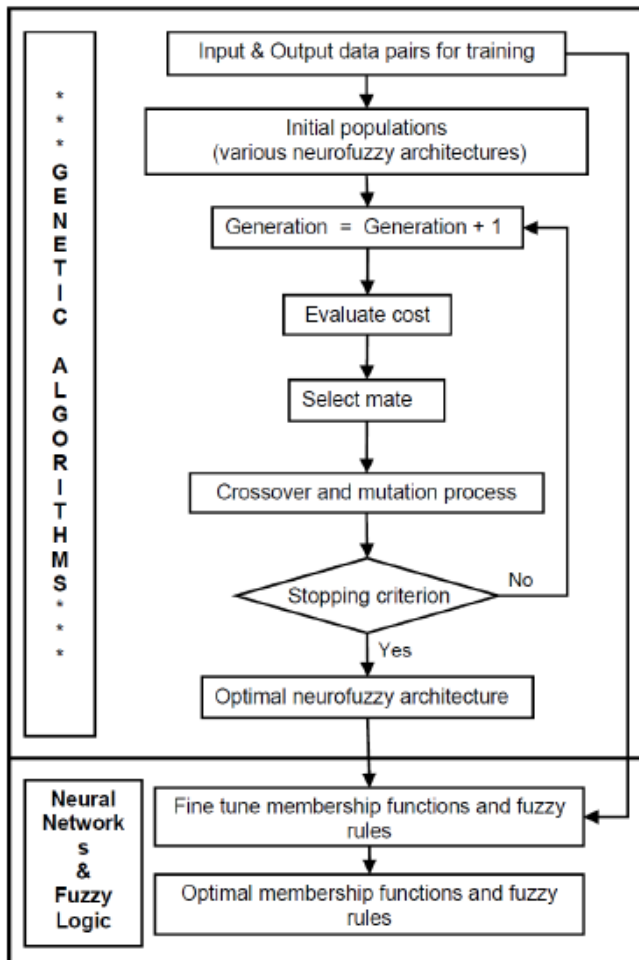 Input & Output data pairs for training
Initial populations
(various neurofuzzy architectures)
Generation = Generation + 1
Evaluate cost
Select mate
Crossover and mutation process
Stopping criterion
No
Yes
Optimal neurofuzzy architecture
* * * GENETIC ALGORITHMS * * *
Neural
Network
s
&
Fuzzy
Logic
Fine tune membership functions and fuzzy
rules
Optimal membership functions and fuzzy
rules